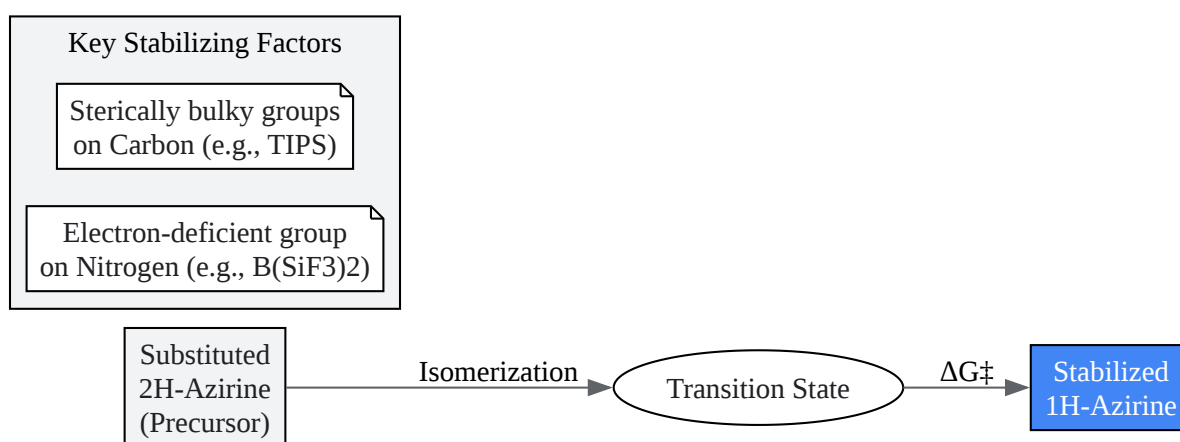 Key Stabilizing Factors
Sterically bulky groups
on Carbon (e.g., TIPS)
Electron-deficient group
on Nitrogen (e.g., B(SiF3)2)
Substituted
2H-Azirine
(Precursor)
Isomerization
Transition State
ΔG‡
Stabilized
1H-Azirine